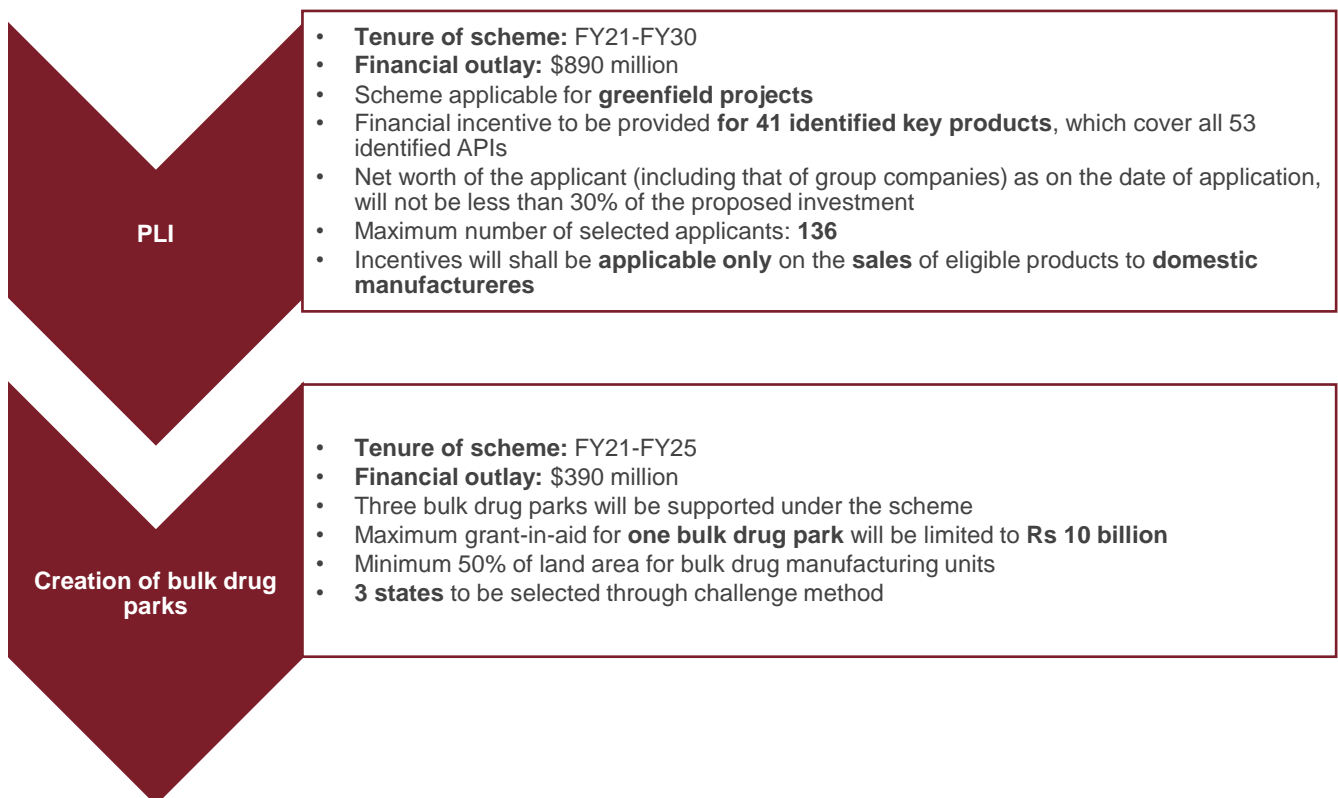 PLI
• Tenure of scheme: FY21-FY30
• Financial outlay: $890 million
• Scheme applicable for greenfield projects
• Financial incentive to be provided for 41 identified key products, which cover all 53
identified APIs
• Net worth of the applicant (including that of group companies) as on the date of application,
will not be less than 30% of the proposed investment
• Maximum number of selected applicants: 136
• Incentives will shall be applicable only on the sales of eligible products to domestic
manufactureres
Creation of bulk drug
parks
• Tenure of scheme: FY21-FY25
• Financial outlay: $390 million
• Three bulk drug parks will be supported under the scheme
• Maximum grant-in-aid for one bulk drug park will be limited to Rs 10 billion
• Minimum 50% of land area for bulk drug manufacturing units
• 3 states to be selected through challenge method